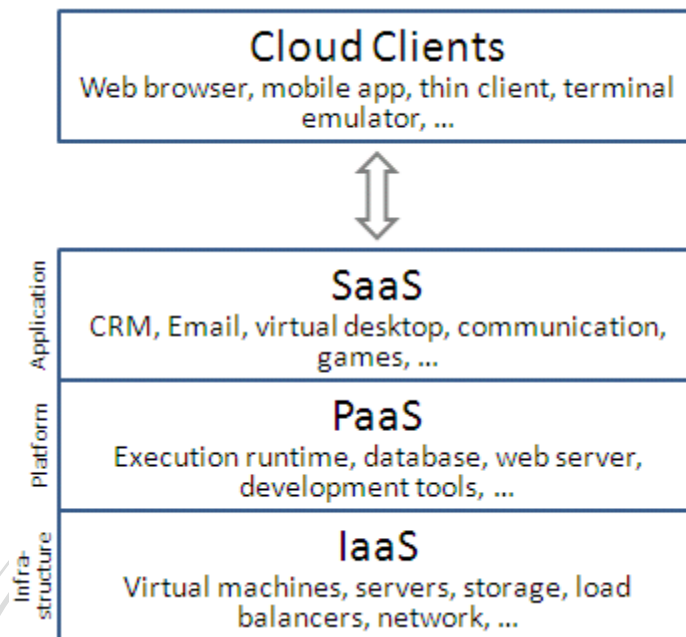 Cloud Clients
Web browser, mobile app, thin client, terminal
emulator, ...
Application
SaaS
CRM, Email, virtual desktop, communication,
games, ...
Platform
PaaS
Execution runtime, database, web server,
development tools, ...
Infra-
structure
IaaS
Virtual machines, servers, storage, load
balancers, network, ...